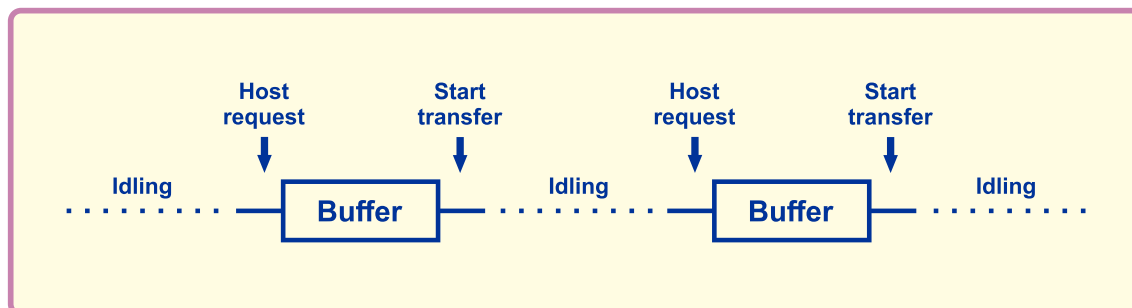 Host
request
Start
transfer
Host
request
Start
transfer
Idling
Buffer
Idling
Buffer
Idling